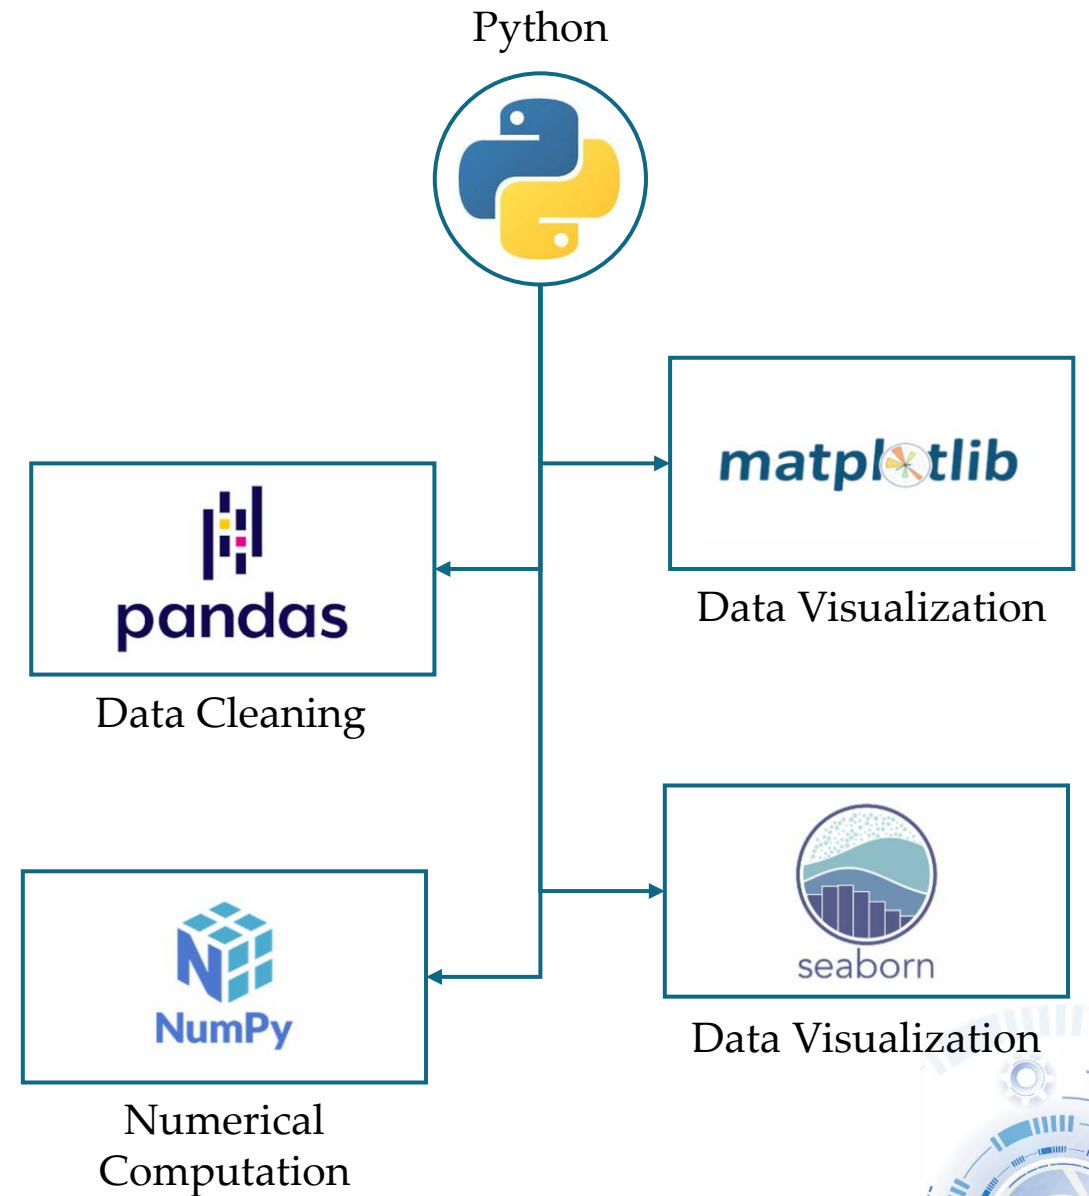 Python
matplotlib
Data Visualization
pandas
Data Cleaning
seaborn
Data Visualization
NumPy
Numerical
Computation